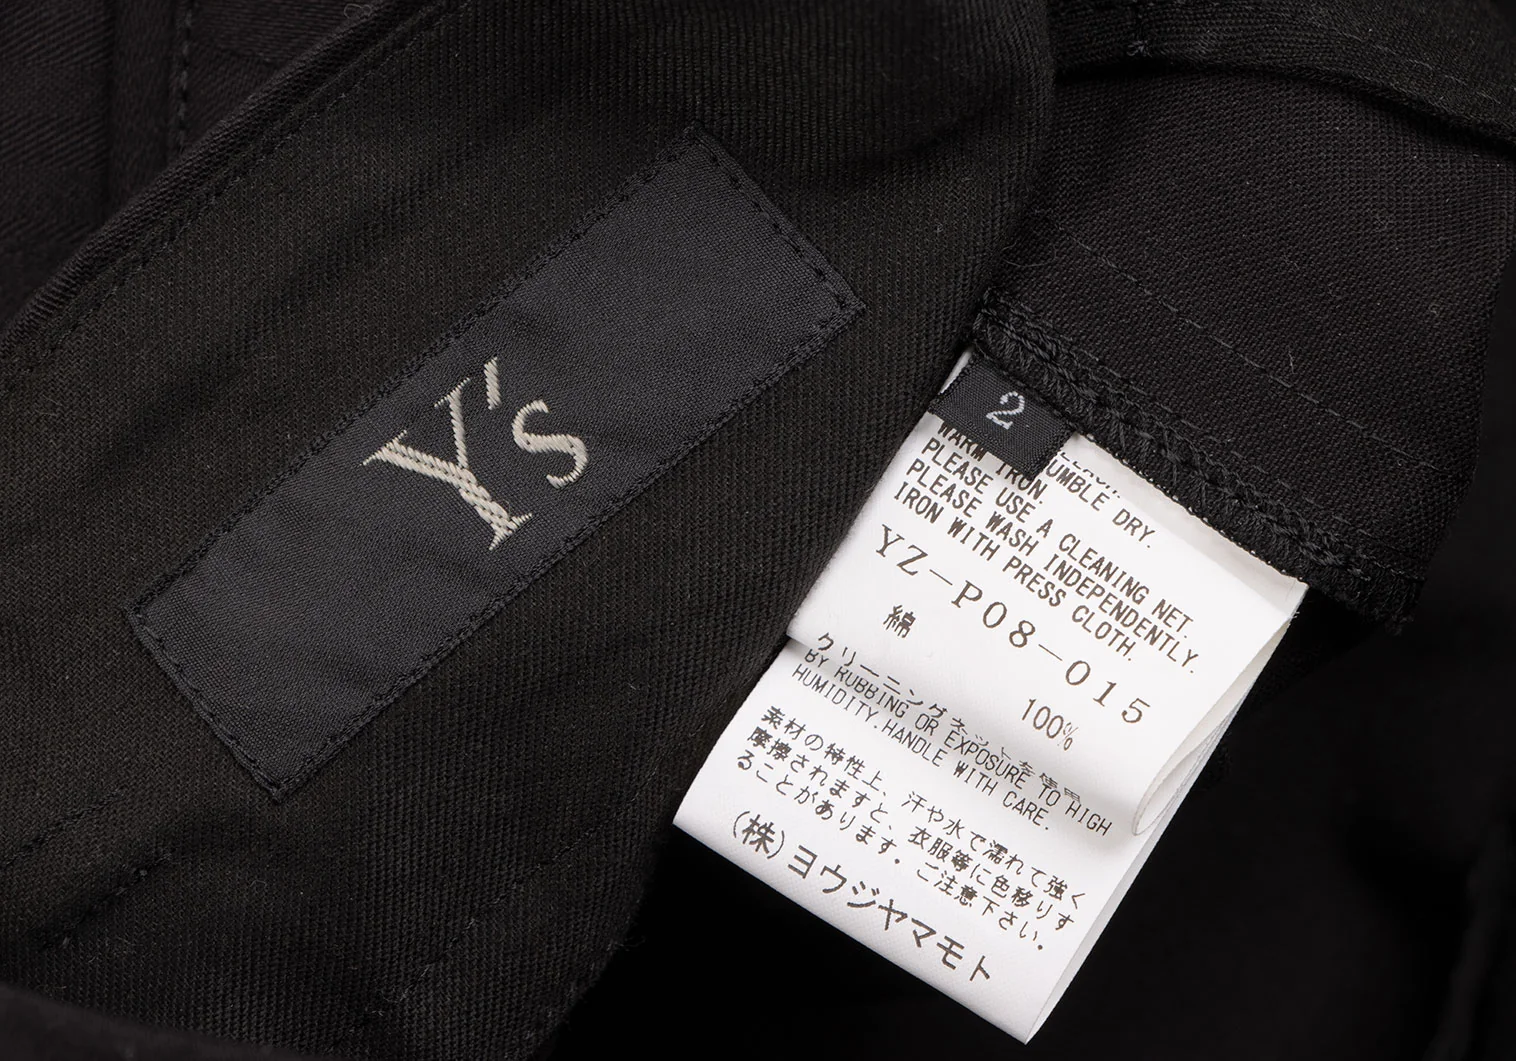 Y's
2
TUMBLE DRY.
WARM IRON.
PLEASE USE A CLEANING NET.
PLEASE WASH INDEPENDENTLY.
IRON WITH PRESS CLOTH.
YZ-P08-015
綿 100%
クリーニングネットを使用
BY RUBBING OR EXPOSURE TO HIGH
HUMIDITY.HANDLE WITH CARE.
素材の特性上、汗や水で濡れて強く
摩擦されますと、衣服等に色移りす
ることがあります。ご注意下さい。
(株)ヨウジヤマモト